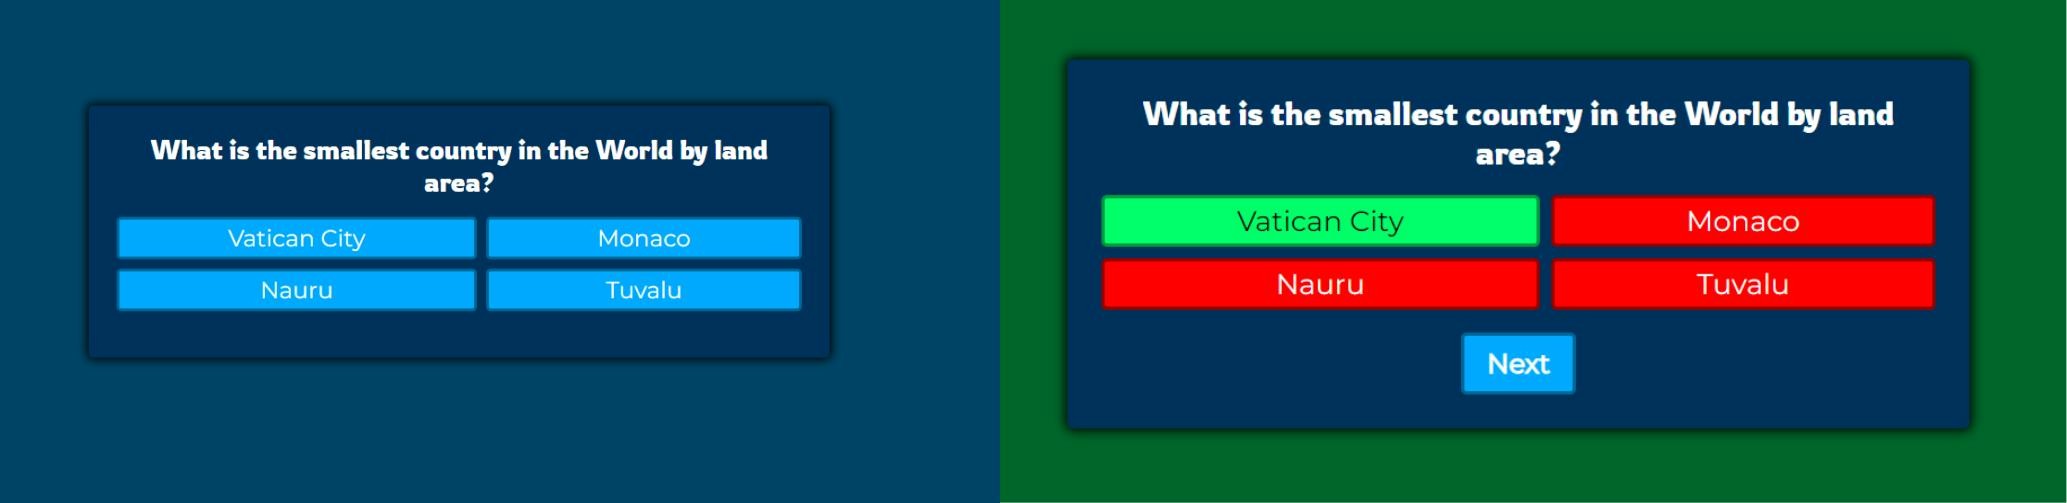 What is the smallest country in the World by land
area?
Vatican City
Monaco
Nauru
Tuvalu
What is the smallest country in the World by land
area?
Vatican City
Monaco
Nauru
Tuvalu
Next